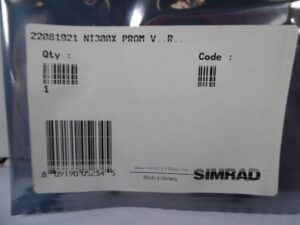 22081921 NI300X PROM V..R..
Qty :
Code :
1
8 09190 05234 5
Made in Norway
SIMRAD